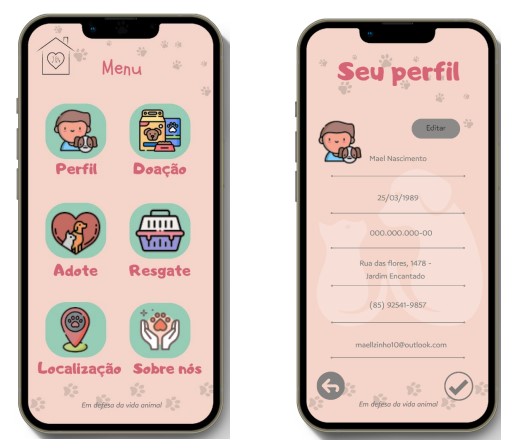 Menu
Perfil
Doação
Adote
Resgate
Localização
Sobre nós
Em defesa da vida animal
Seu perfil
Editar
Mael Nascimento
25/03/1989
000.000.000-00
Rua das flores, 1478 -
Jardim Encantado
(85) 92541-9857
maellzinho10@outlook.com
Em defesa da vida animal